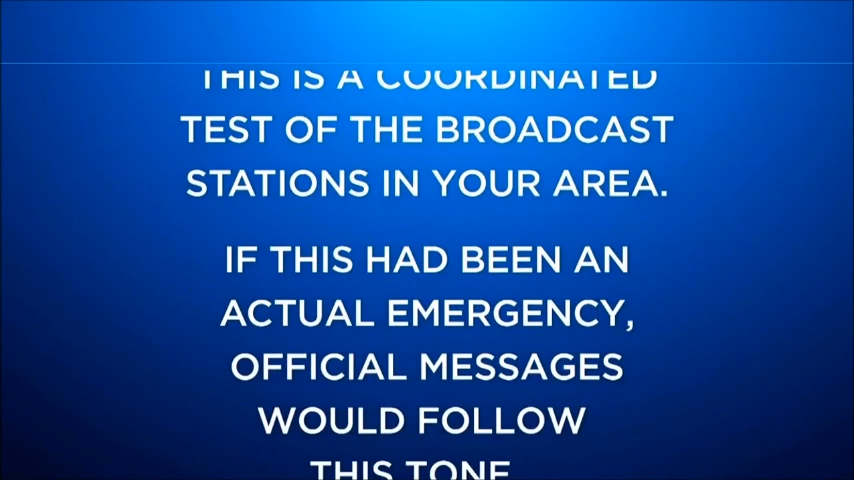 THIS IS A COORDINATED
TEST OF THE BROADCAST
STATIONS IN YOUR AREA.
IF THIS HAD BEEN AN
ACTUAL EMERGENCY,
OFFICIAL MESSAGES
WOULD FOLLOW
THIS TONE